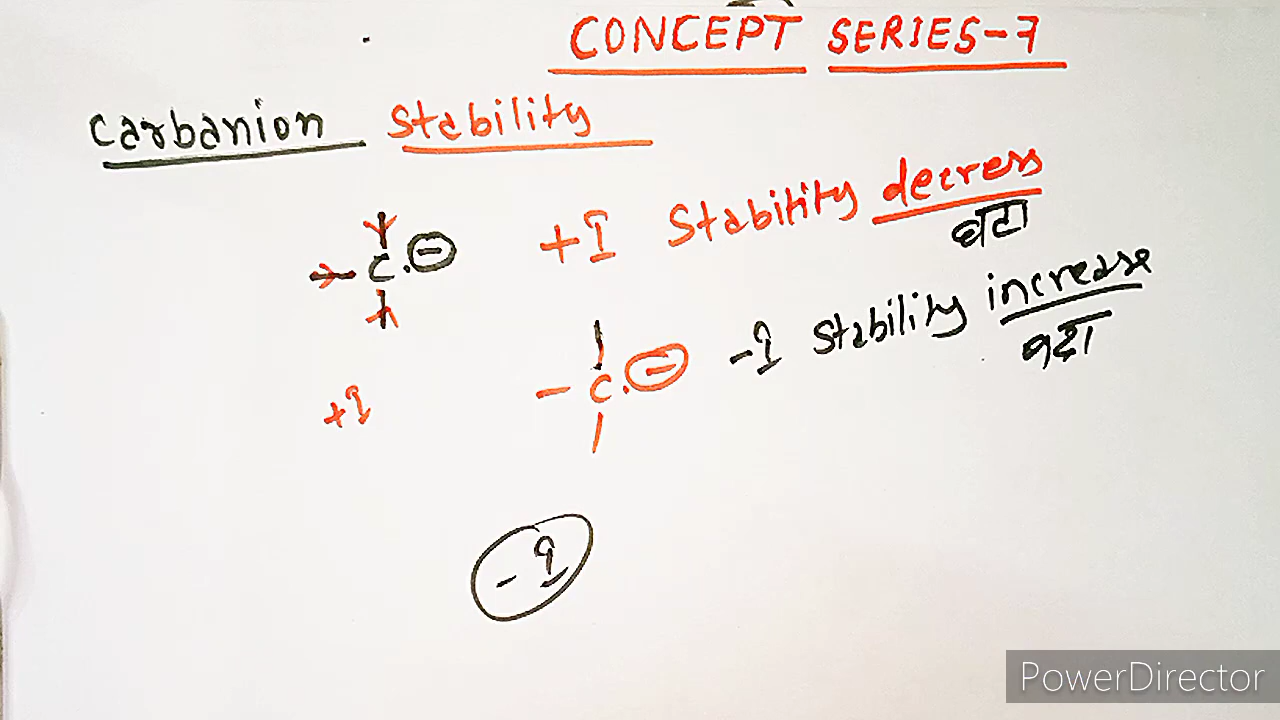 CONCEPT SERIES-7
Carbanion Stability
C. - +I Stability decress
घटा
C. - -I Stability increase
बढ़ा
+I
-I
PowerDirector